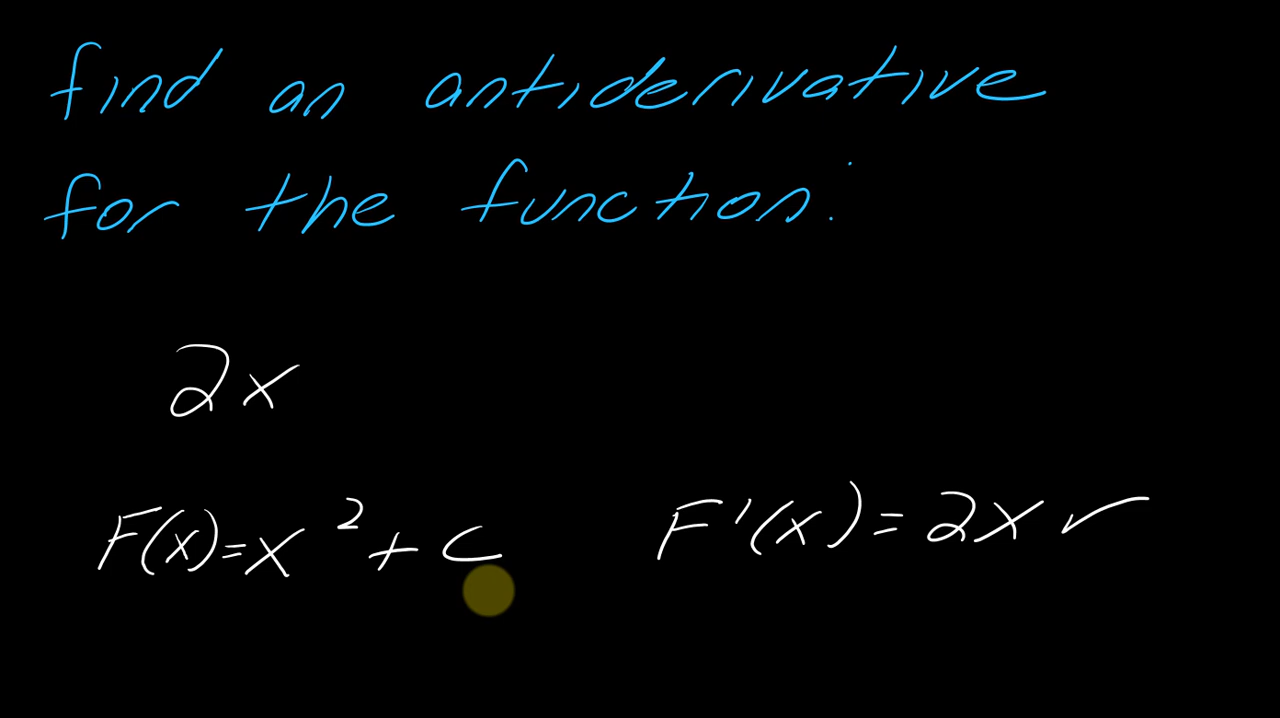 find an antiderivative
for the function:
2x
F(x)=x²+c F'(x)=2x ✓